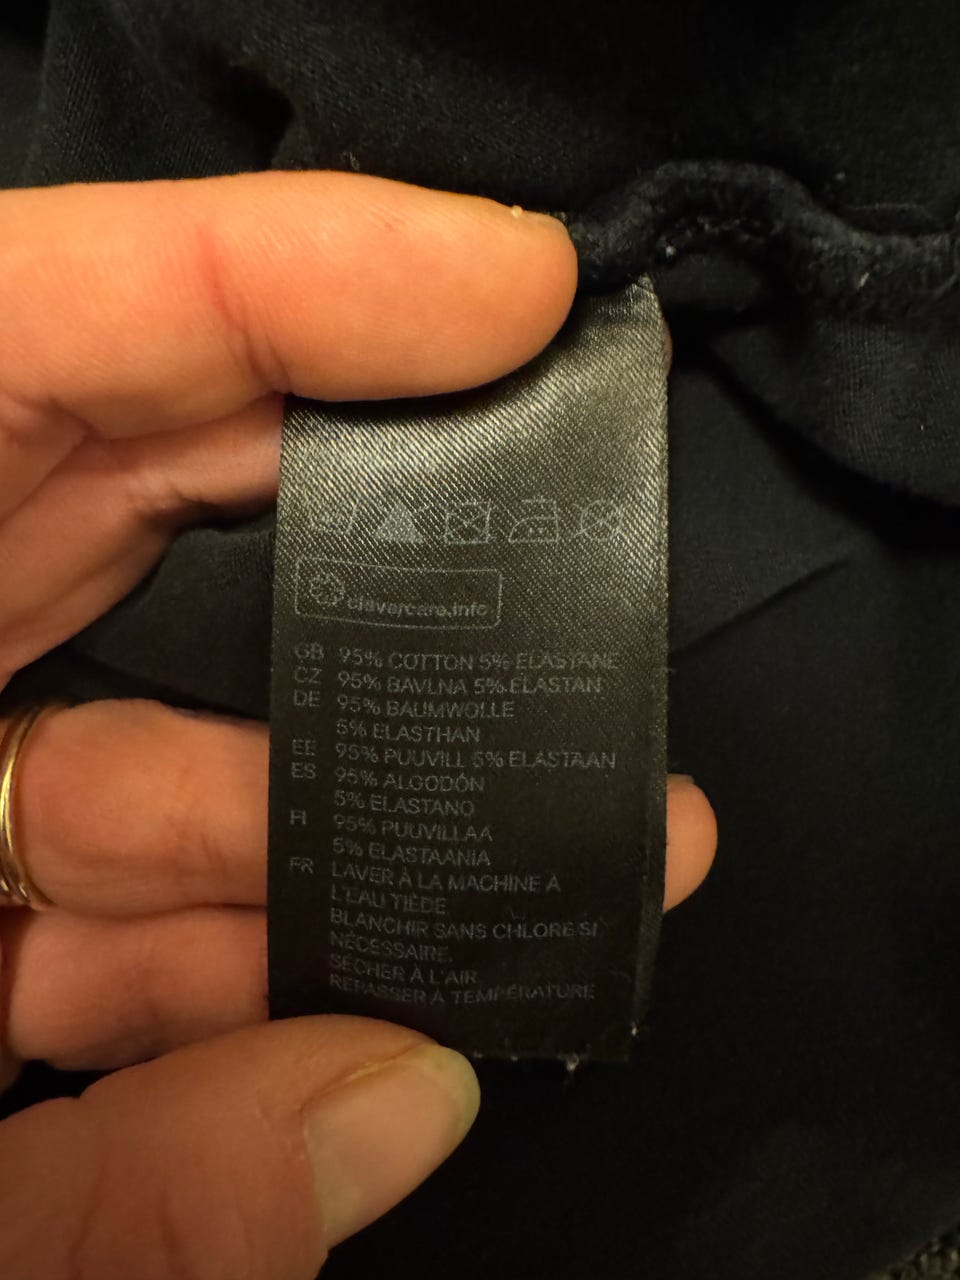 clevercare.info
GB 95% COTTON 5% ELASTANE
CZ 95% BAVLNA 5% ELASTAN
DE 95% BAUMWOLLE
5% ELASTHAN
EE 95% PUUVILL 5% ELASTAAN
ES 95% ALGODÓN
5% ELASTANO
FI 95% PUUVILLAA
5% ELASTAANIA
FR LAVER À LA MACHINE À
L'EAU TIÈDE.
BLANCHIR SANS CHLORE SI
NÉCESSAIRE.
SÉCHER À L'AIR.
REPASSER À TEMPÉRATURE